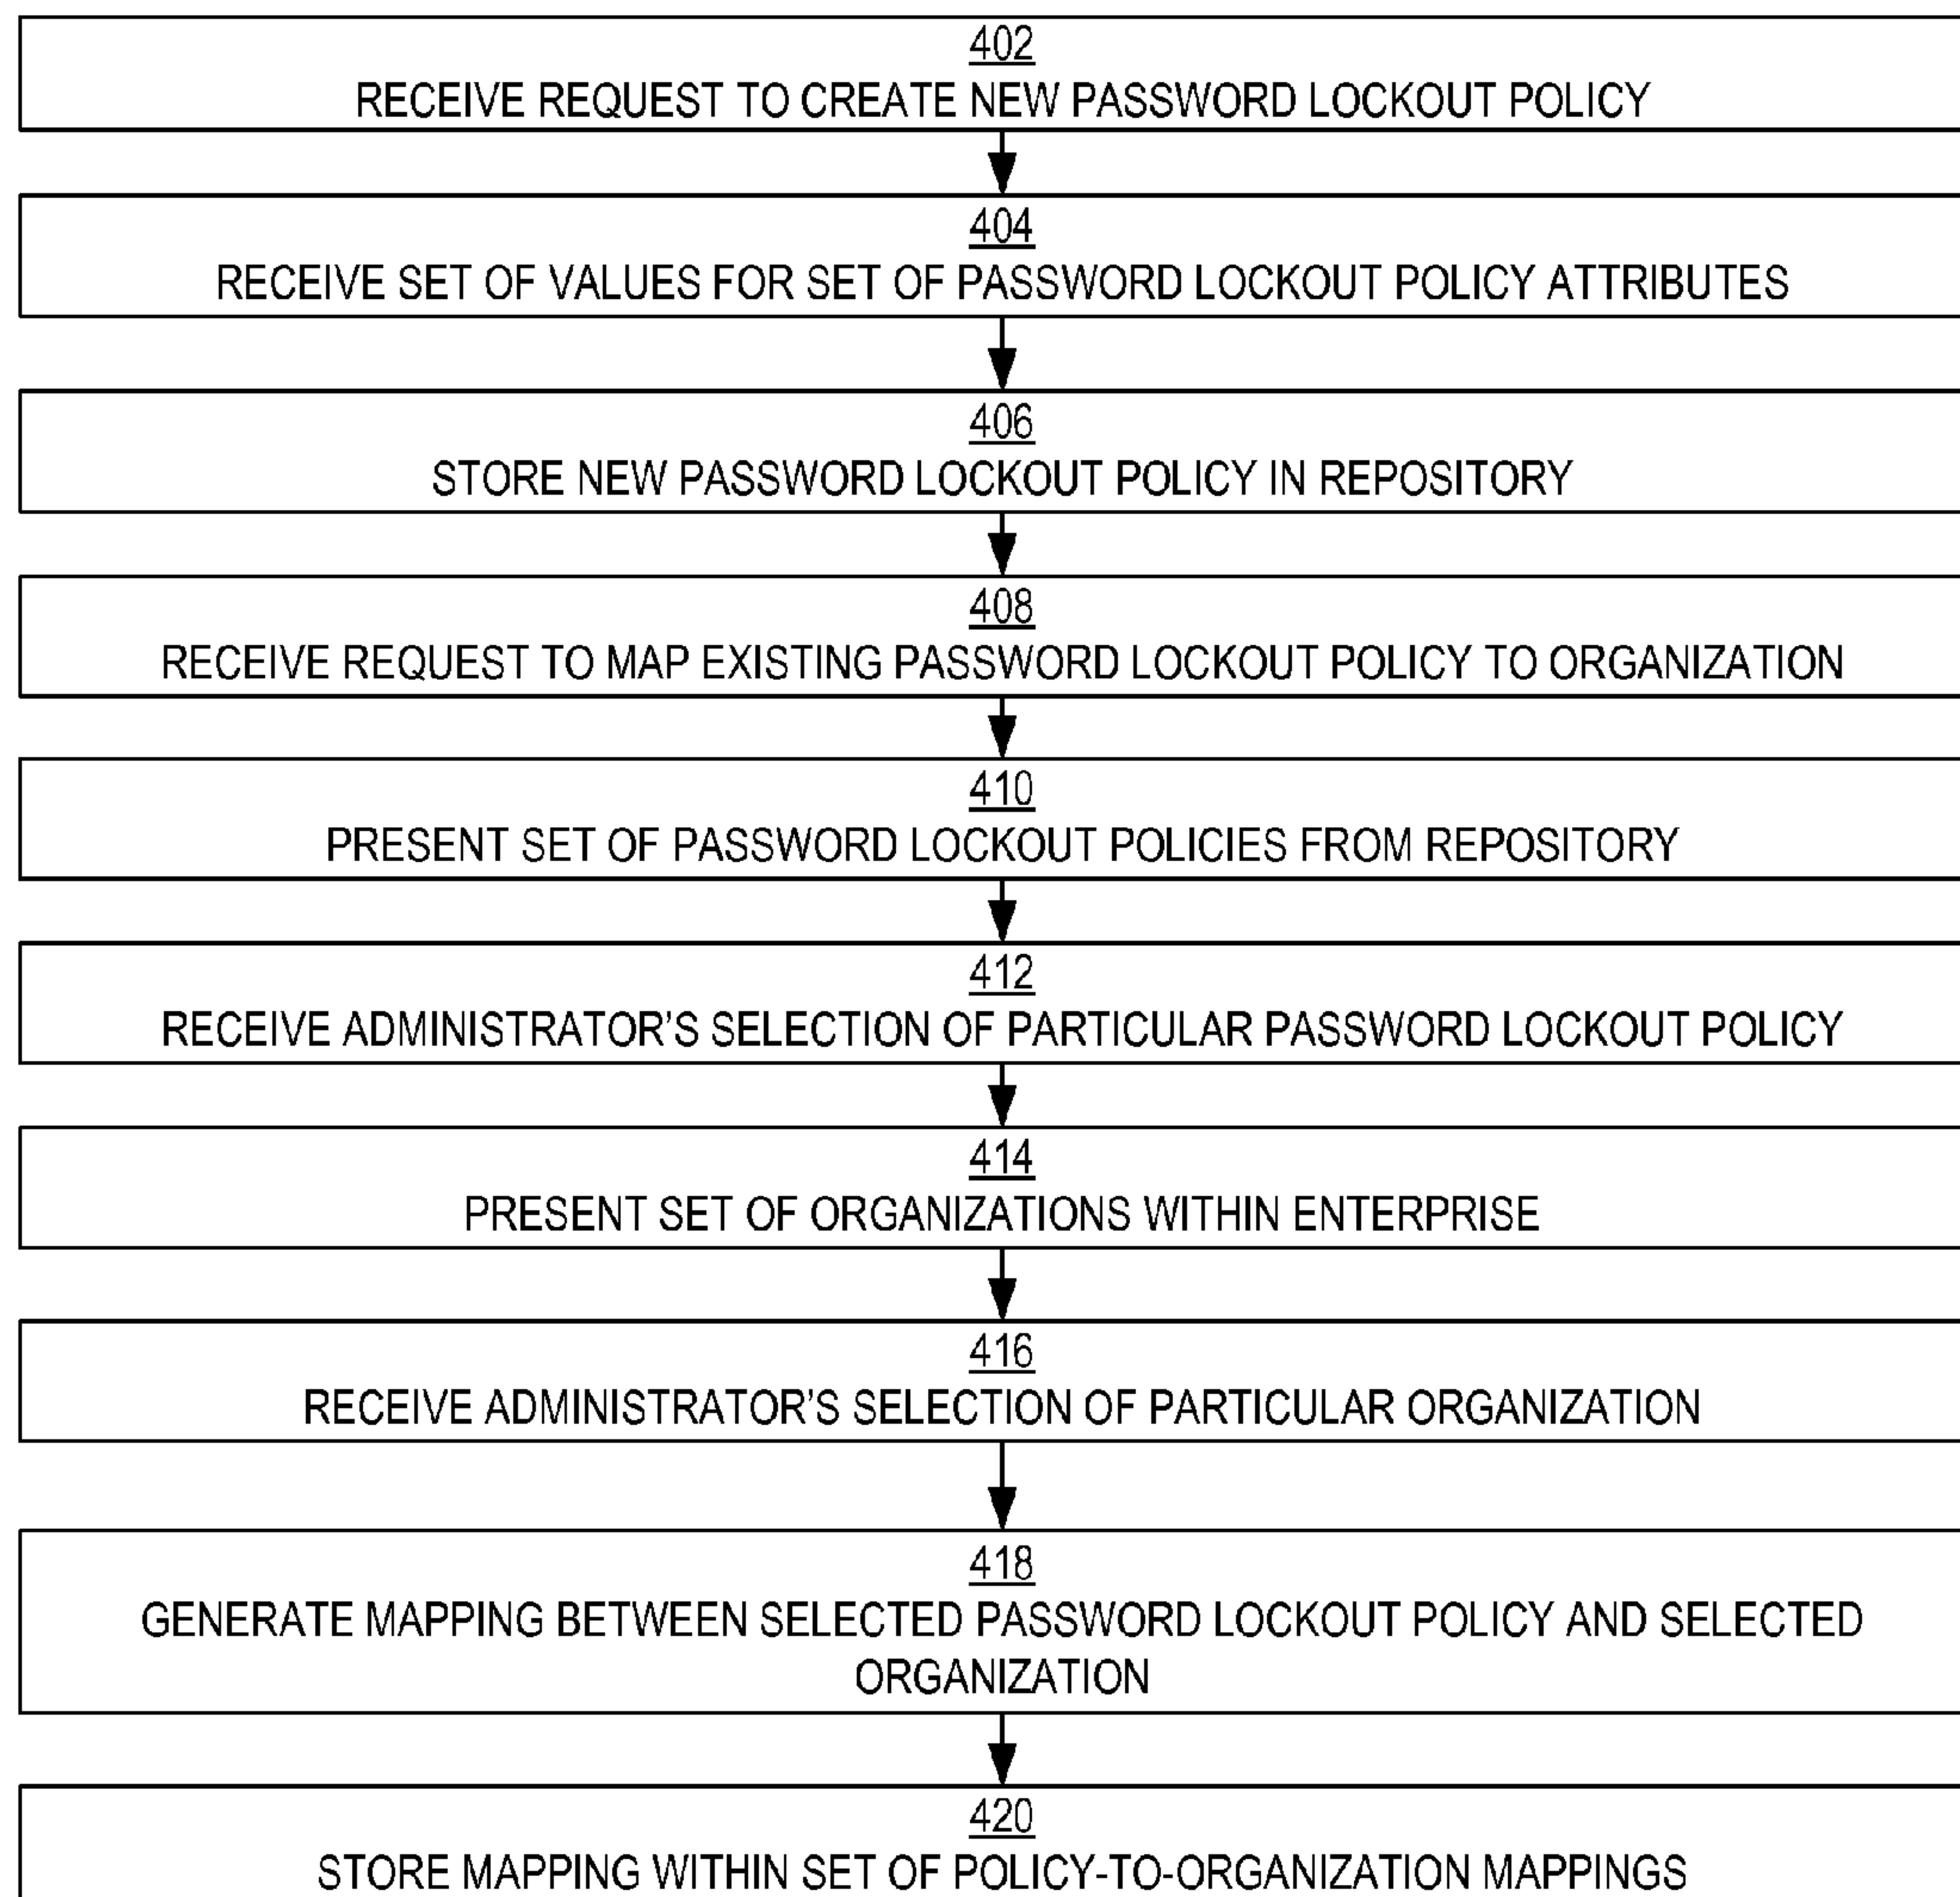 402
RECEIVE REQUEST TO CREATE NEW PASSWORD LOCKOUT POLICY
404
RECEIVE SET OF VALUES FOR SET OF PASSWORD LOCKOUT POLICY ATTRIBUTES
406
STORE NEW PASSWORD LOCKOUT POLICY IN REPOSITORY
408
RECEIVE REQUEST TO MAP EXISTING PASSWORD LOCKOUT POLICY TO ORGANIZATION
410
PRESENT SET OF PASSWORD LOCKOUT POLICIES FROM REPOSITORY
412
RECEIVE ADMINISTRATOR'S SELECTION OF PARTICULAR PASSWORD LOCKOUT POLICY
414
PRESENT SET OF ORGANIZATIONS WITHIN ENTERPRISE
416
RECEIVE ADMINISTRATOR'S SELECTION OF PARTICULAR ORGANIZATION
418
GENERATE MAPPING BETWEEN SELECTED PASSWORD LOCKOUT POLICY AND SELECTED
ORGANIZATION
420
STORE MAPPING WITHIN SET OF POLICY-TO-ORGANIZATION MAPPINGS